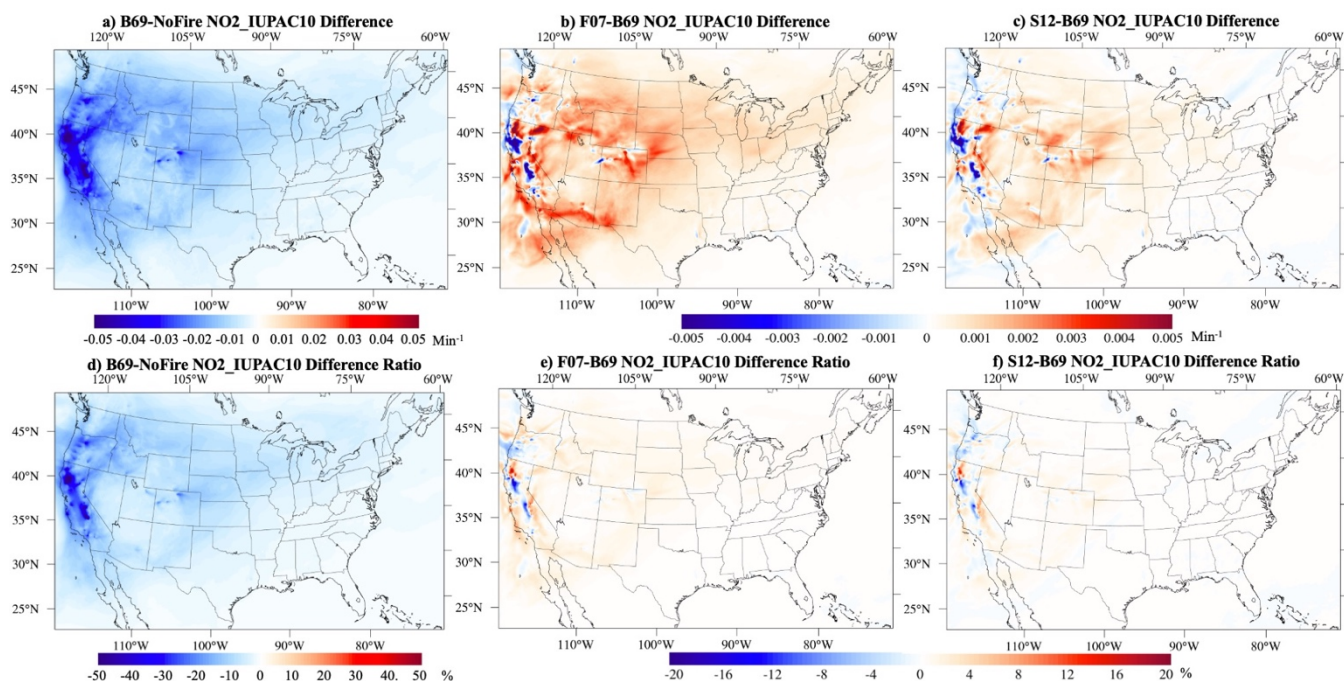 a) B69-NoFire NO2_IUPAC10 Difference
120°W 105°W 90°W 75°W 60°W
45°N
40°N
35°N
30°N
25°N
110°W 100°W 90°W 80°W
-0.05 -0.04 -0.03 -0.02 -0.01 0 0.01 0.02 0.03 0.04 0.05 Min⁻¹
b) F07-B69 NO2_IUPAC10 Difference
120°W 105°W 90°W 75°W 60°W
45°N
40°N
35°N
30°N
25°N
110°W 100°W 90°W 80°W
c) S12-B69 NO2_IUPAC10 Difference
120°W 105°W 90°W 75°W 60°W
45°N
40°N
35°N
30°N
25°N
110°W 100°W 90°W 80°W
-0.005 -0.004 -0.003 -0.002 -0.001 0 0.001 0.002 0.003 0.004 0.005 Min⁻¹
d) B69-NoFire NO2_IUPAC10 Difference Ratio
120°W 105°W 90°W 75°W 60°W
45°N
40°N
35°N
30°N
25°N
110°W 100°W 90°W 80°W
-50 -40 -30 -20 -10 0 10 20 30 40 50 %
e) F07-B69 NO2_IUPAC10 Difference Ratio
120°W 105°W 90°W 75°W 60°W
45°N
40°N
35°N
30°N
25°N
110°W 100°W 90°W 80°W
f) S12-B69 NO2_IUPAC10 Difference Ratio
120°W 105°W 90°W 75°W 60°W
45°N
40°N
35°N
30°N
25°N
110°W 100°W 90°W 80°W
-20 -16 -12 -8 -4 0 4 8 12 16 20 %